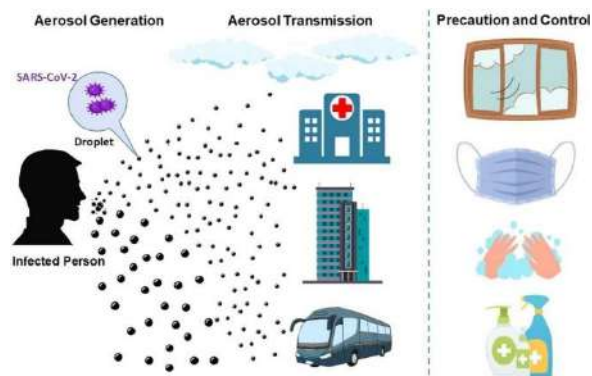 Aerosol Generation
Aerosol Transmission
Precaution and Control
SARS-CoV-2
Droplet
Infected Person